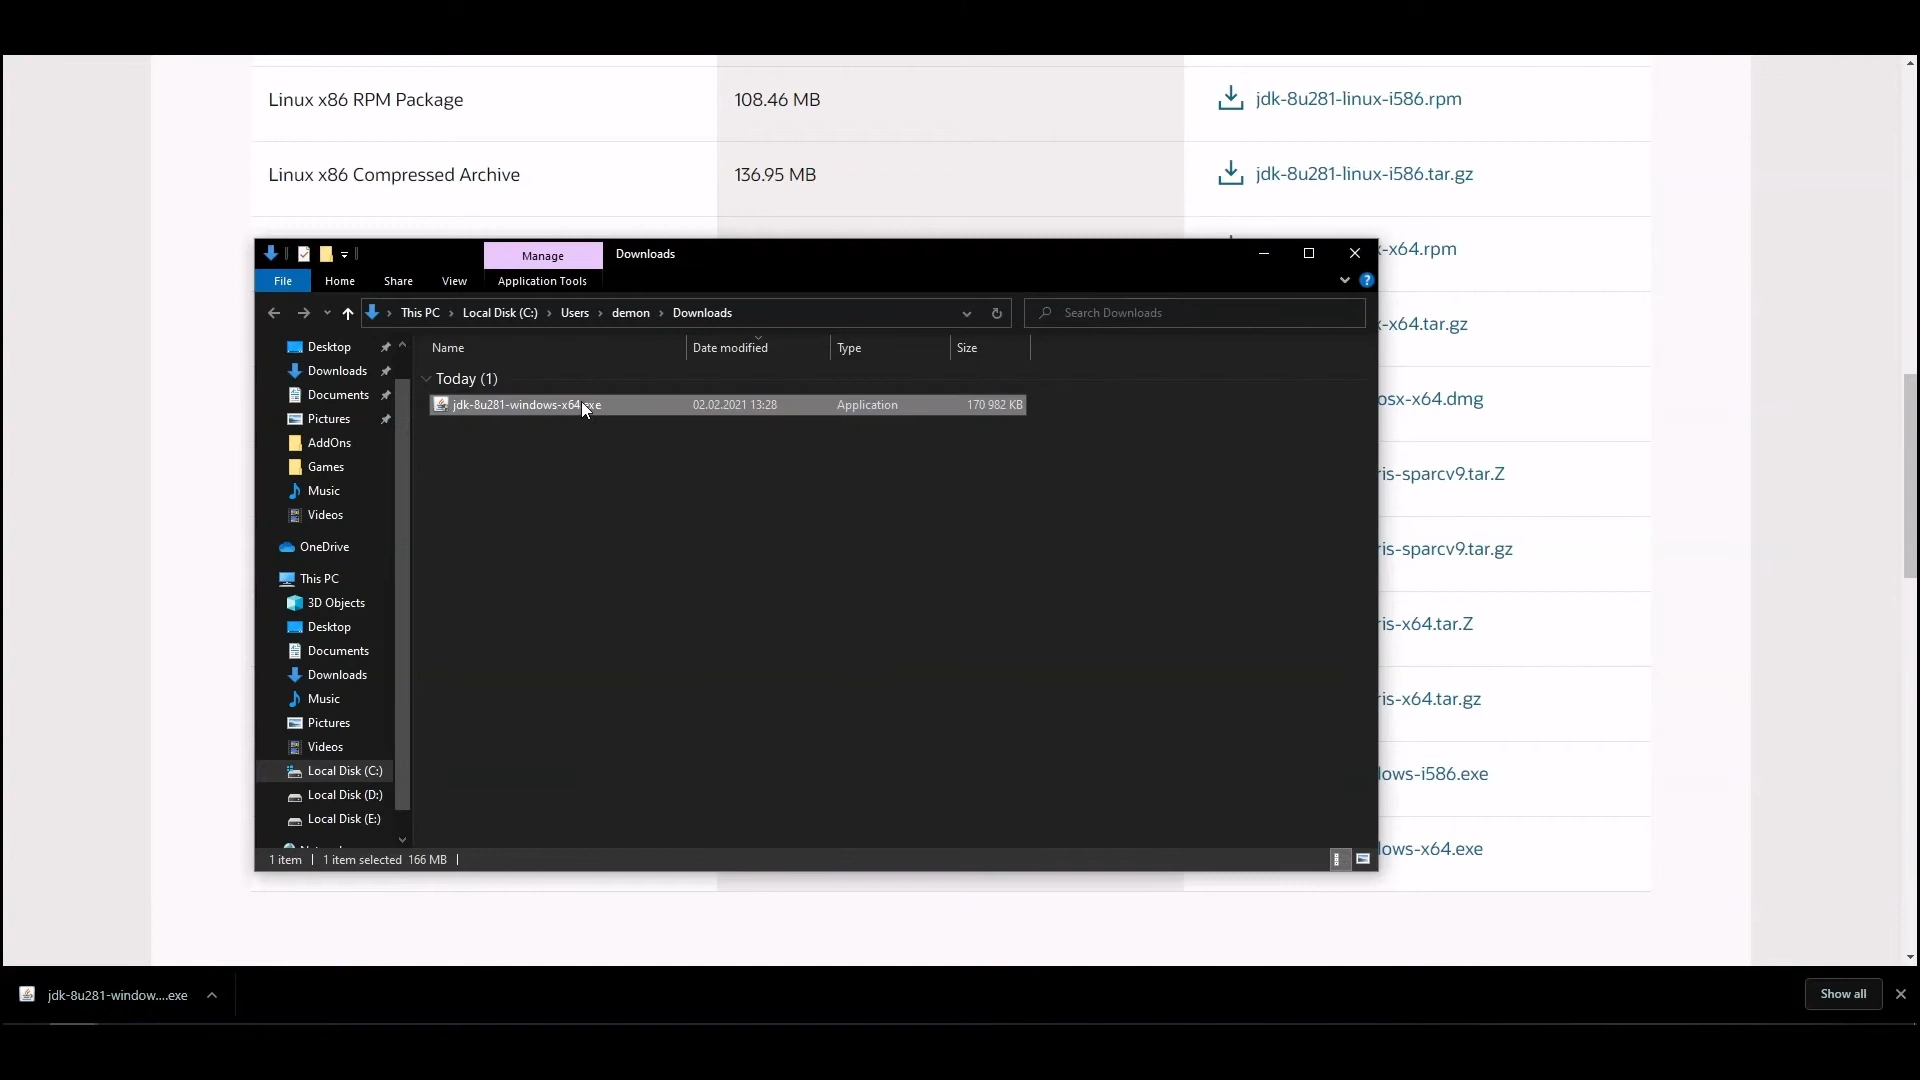 Linux x86 RPM Package 108.46 MB jdk-8u281-linux-i586.rpm
Linux x86 Compressed Archive 136.95 MB jdk-8u281-linux-i586.tar.gz
-x64.rpm
-x64.tar.gz
osx-x64.dmg
ris-sparcv9.tar.Z
ris-sparcv9.tar.gz
ris-x64.tar.Z
ris-x64.tar.gz
lows-i586.exe
lows-x64.exe
Manage Downloads
File Home Share View Application Tools
This PC Local Disk (C:) Users demon Downloads Search Downloads
Name Date modified Type Size
Today (1)
jdk-8u281-windows-x64.exe 02.02.2021 13:28 Application 170 982 KB
Desktop
Downloads
Documents
Pictures
AddOns
Games
Music
Videos
OneDrive
This PC
3D Objects
Desktop
Documents
Downloads
Music
Pictures
Videos
Local Disk (C:)
Local Disk (D:)
Local Disk (E:)
1 item 1 item selected 166 MB
jdk-8u281-window....exe Show all